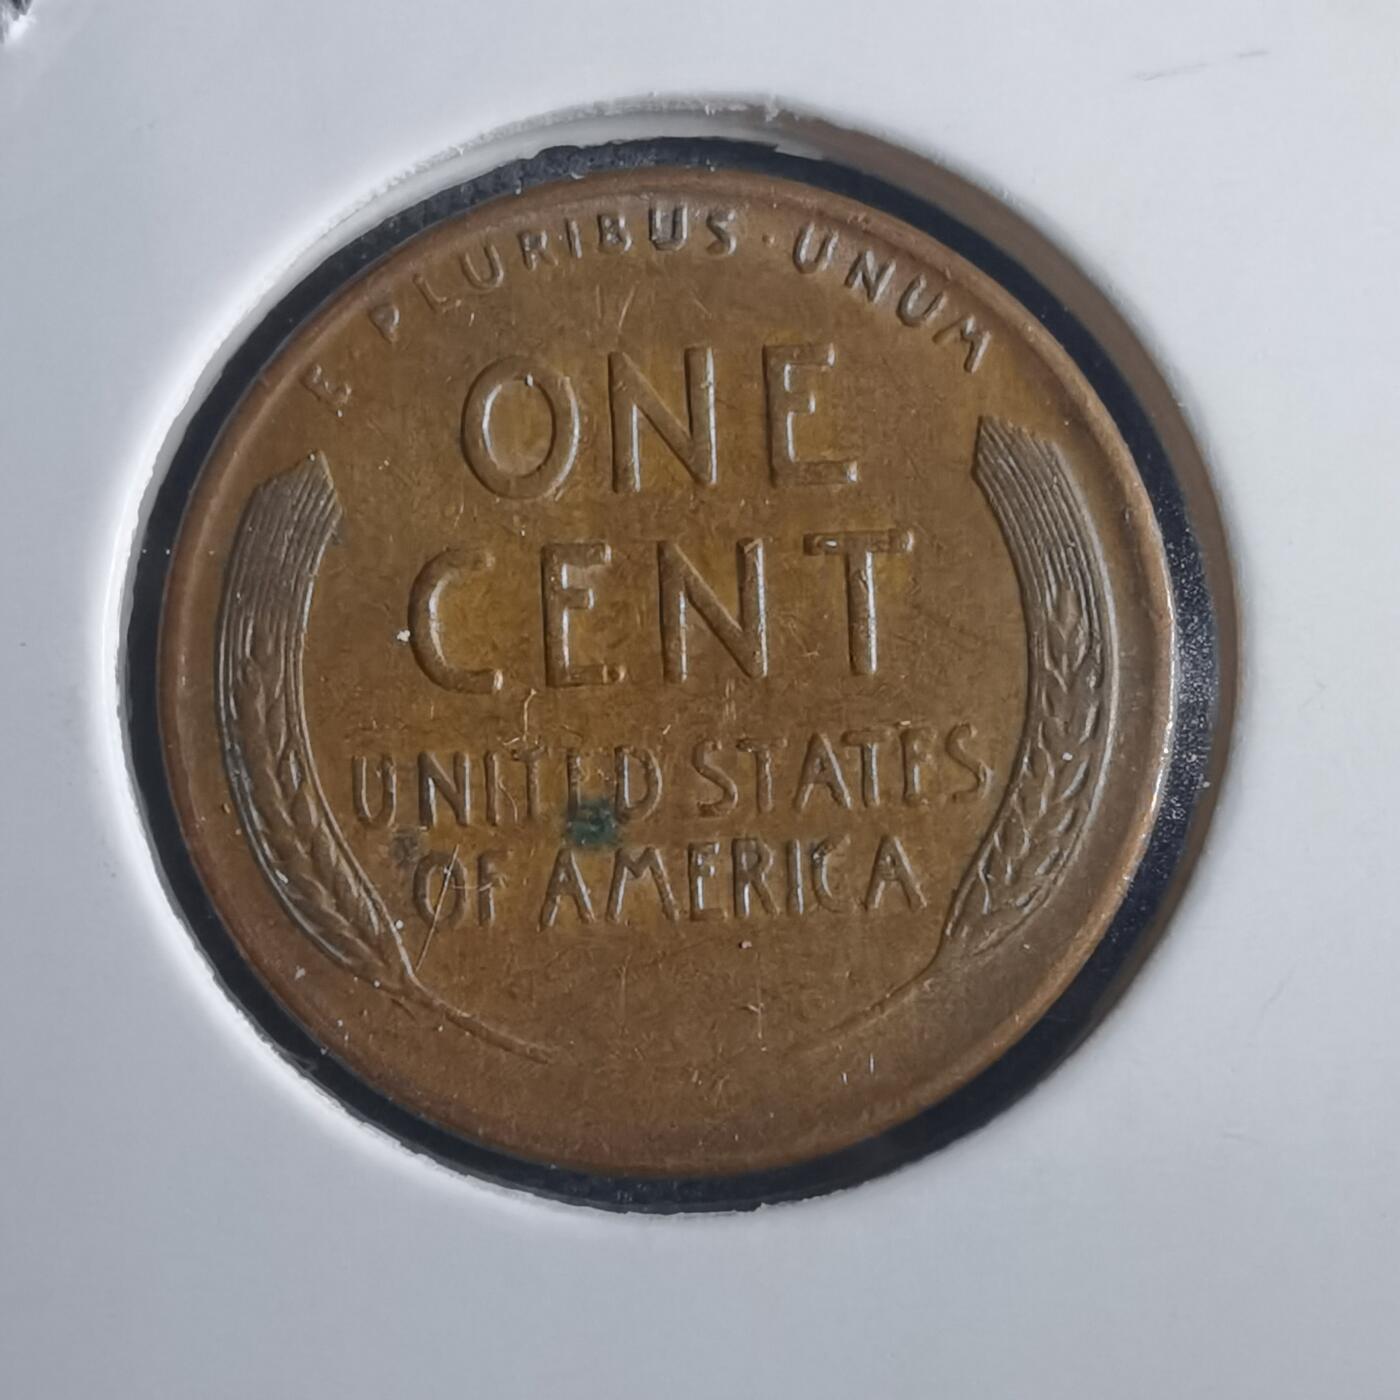 E · PLURIBUS · UNUM
ONE
CENT
UNITED STATES
OF AMERICA